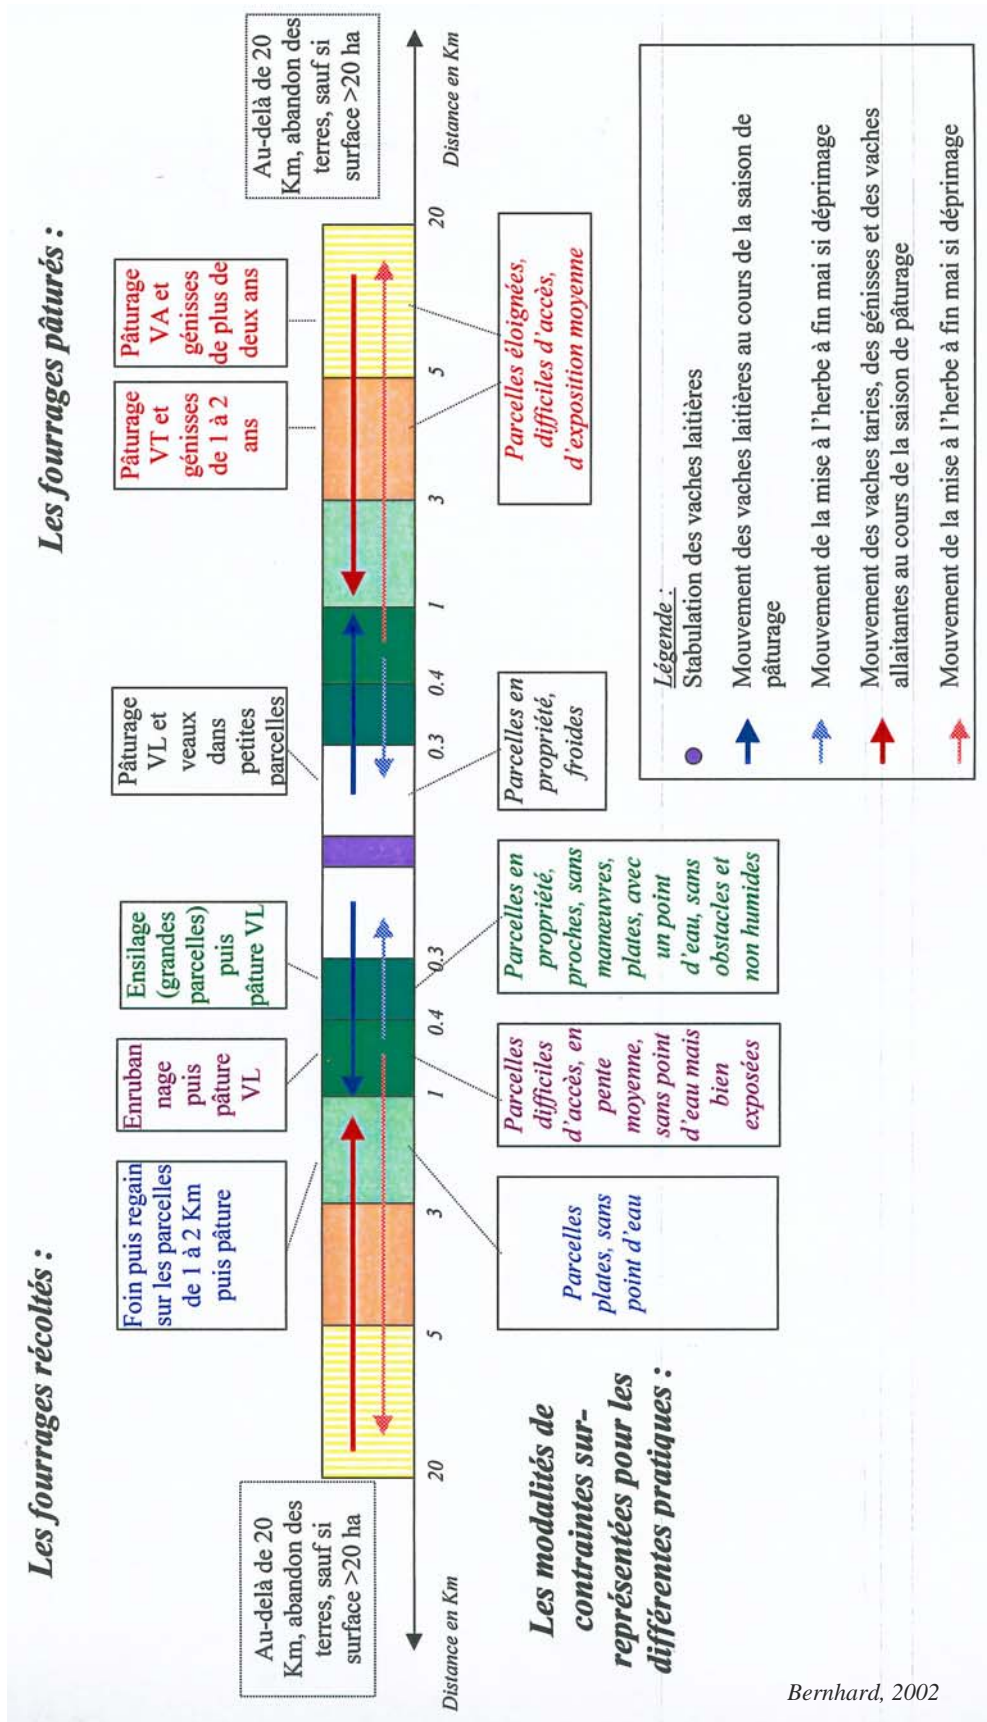 Les fourrages récoltés :
Les fourrages pâturés :
Au-delà de 20
Km, abandon des
terres, sauf si
surface >20 ha
Foin puis regain
sur les parcelles
de 1 à 2 Km
puis pâture
Enruban
nage
puis
pâture
VL
Ensilage
(grandes
parcelles)
puis
pâture VL
Pâturage
VL et
veaux
dans
petites
parcelles
Pâturage
VT et
génisses
de 1 à 2
ans
Pâturage
VA et
génisses
de plus de
deux ans
Au-delà de 20
Km, abandon des
terres, sauf si
surface >20 ha
Distance en Km
20
5
3
1
0.4
0.3
0.3
0.4
1
3
5
20
Distance en Km
Les modalités de
contraintes sur-
représentées pour les
différentes pratiques :
Parcelles
plates, sans
point d'eau
Parcelles
difficiles
d'accès, en
pente
moyenne,
sans point
d'eau mais
bien
exposées
Parcelles en
propriété,
proches, sans
manœuvres,
plates, avec
un point
d'eau, sans
obstacles et
non humides
Parcelles en
propriété,
froides
Parcelles éloignées,
difficiles d'accès,
d'exposition moyenne
Légende :
Stabulation des vaches laitières
Mouvement des vaches laitières au cours de la saison de
pâturage
Mouvement de la mise à l'herbe à fin mai si déprimage
Mouvement des vaches taries, des génisses et des vaches
allaitantes au cours de la saison de pâturage
Mouvement de la mise à l'herbe à fin mai si déprimage
Bernhard, 2002